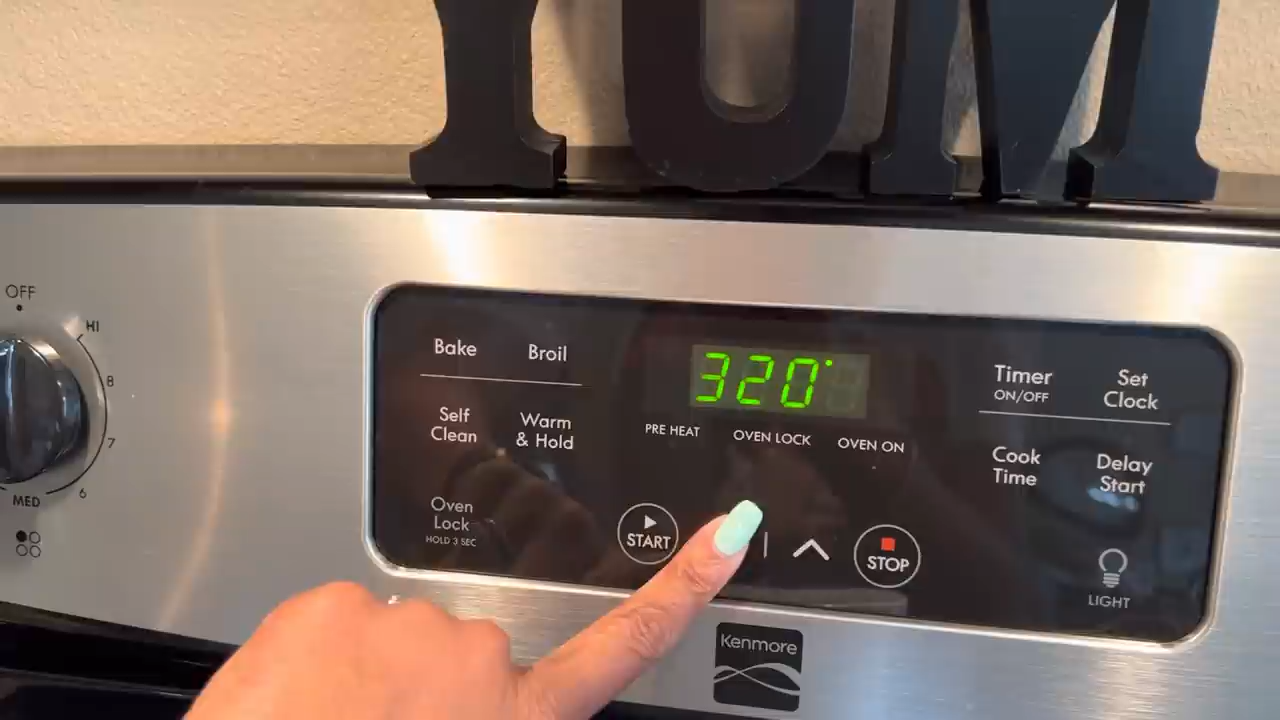 YUM
OFF
HI
8
7
6
MED
Bake
Broil
Self
Clean
Warm
& Hold
Oven
Lock
HOLD 3 SEC
320°
PRE HEAT
OVEN LOCK
OVEN ON
START
STOP
Timer
ON/OFF
Set
Clock
Cook
Time
Delay
Start
LIGHT
Kenmore